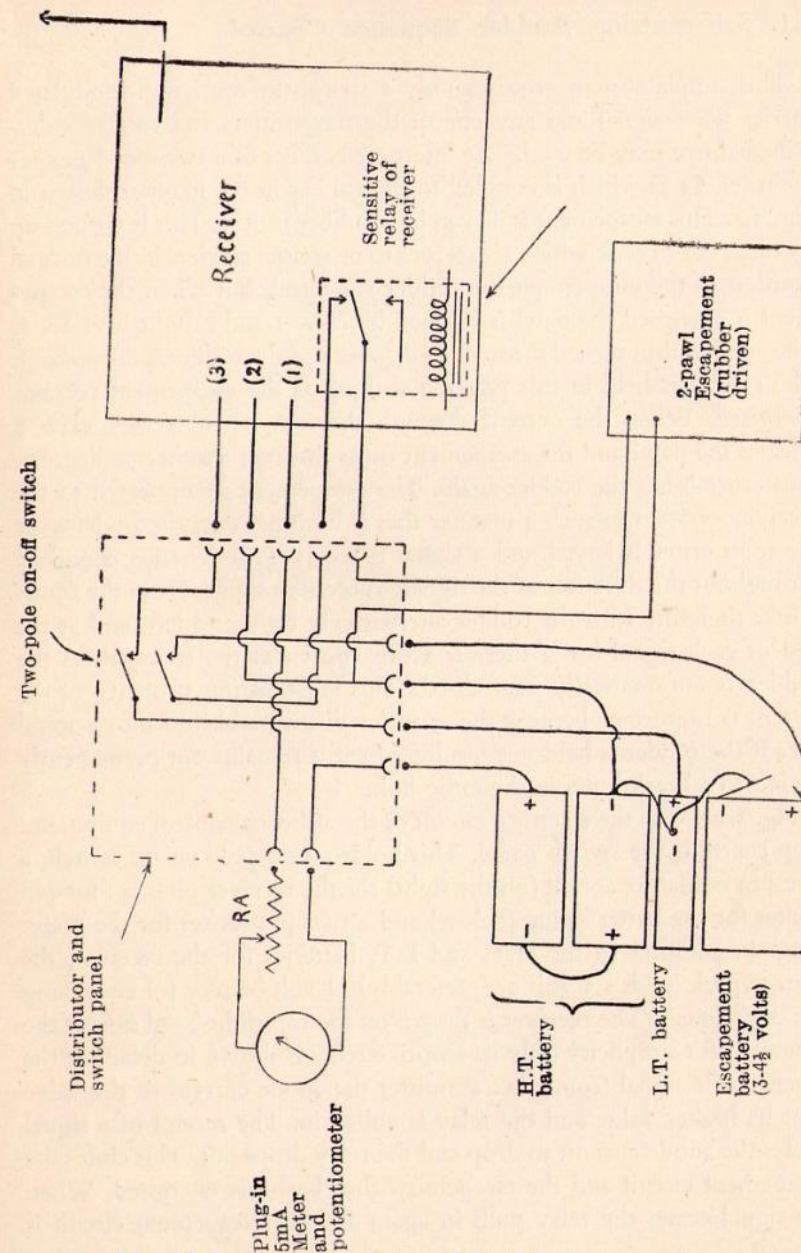 Two-pole on-off switch
Distributor and
switch panel
Receiver
(3)
(2)
(1)
Sensitive
relay of
receiver
RA
Plug-in
5mA
Meter
and
potentiometer
2-pawl
Escapement
(rubber
driven)
H.T.
battery
L.T. battery
Escapement
battery
(3-4½ volts)
- +
+ -
- +
- +